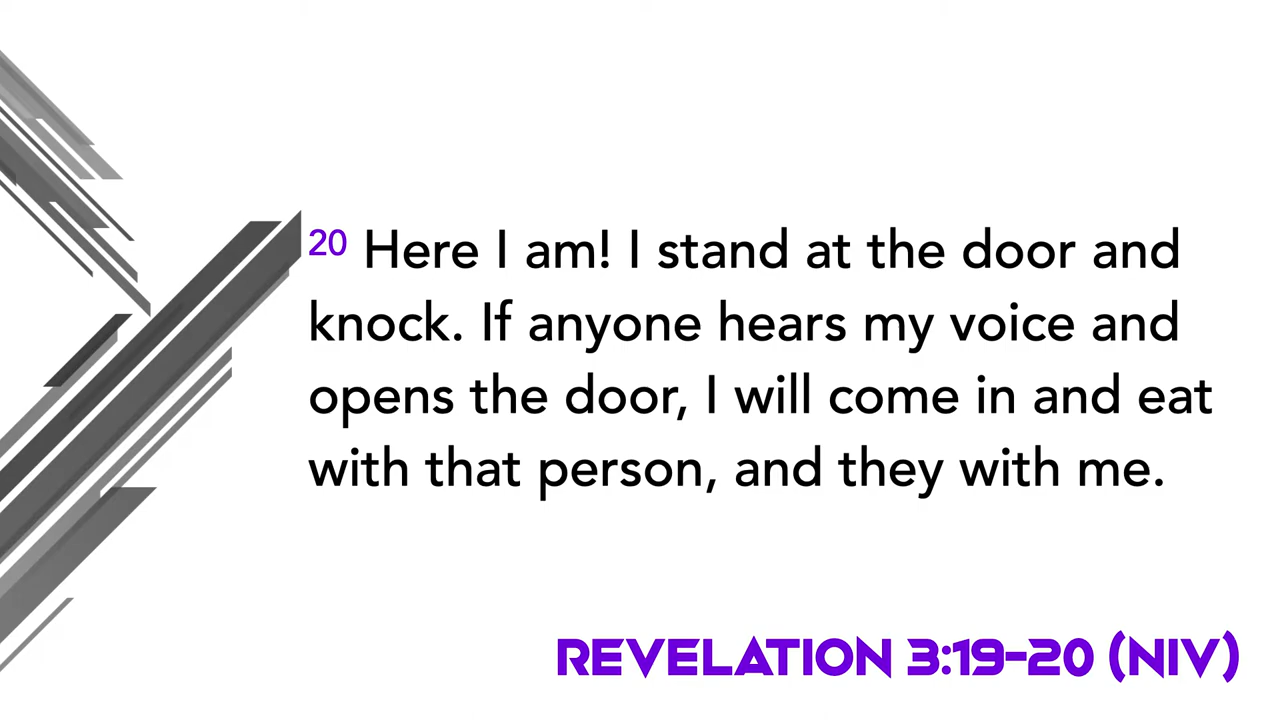 20 Here I am! I stand at the door and
knock. If anyone hears my voice and
opens the door, I will come in and eat
with that person, and they with me.
REVELATION 3:19-20 (NIV)